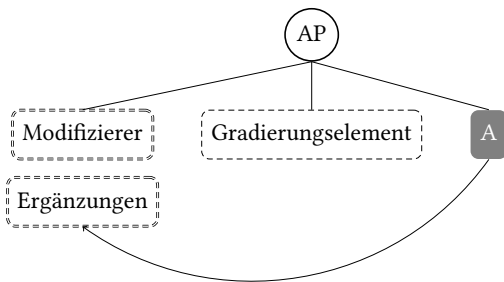 AP
Modifizierer
Gradierungselement
A
Ergänzungen